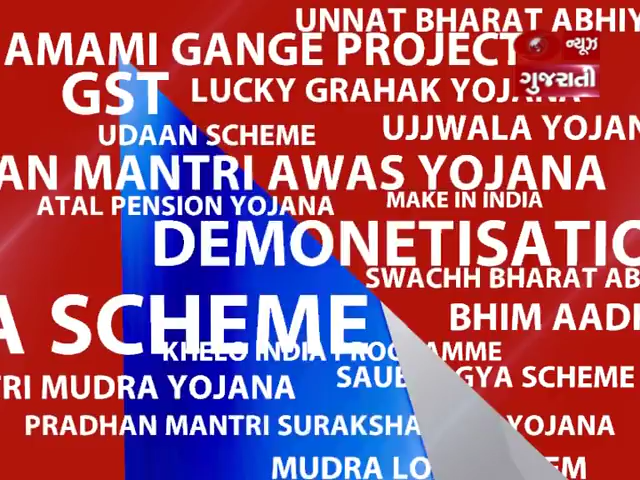 UNNAT BHARAT ABHIY
AMAMI GANGE PROJECT
ન્યૂઝ
ગુજરાતી
GST
LUCKY GRAHAK YOJANA
UDAAN SCHEME
UJJWALA YOJAN
AN MANTRI AWAS YOJANA
ATAL PENSION YOJANA
MAKE IN INDIA
DEMONETISATIO
SWACHH BHARAT AB
A SCHEME
BHIM AADH
KHELO INDIA PROGRAMME
TRI MUDRA YOJANA
SAUBHAGYA SCHEME
PRADHAN MANTRI SURAKSHA YOJANA
MUDRA LO EM